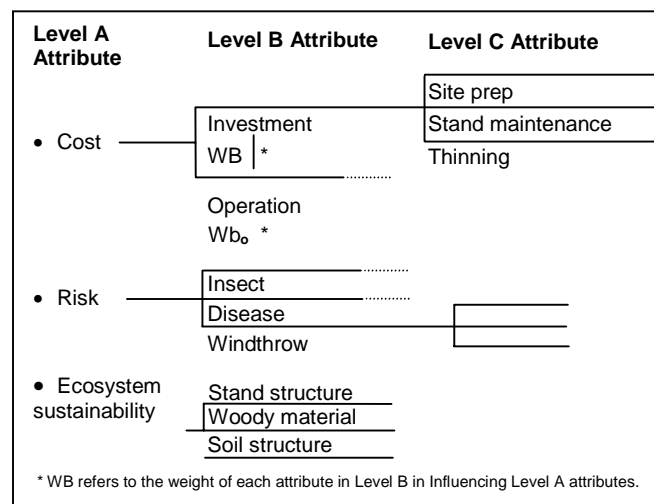 Level A
Attribute
Level B Attribute
Level C Attribute
• Cost
Investment
WB | *
Operation
Wbₒ *
Site prep
Stand maintenance
Thinning
• Risk
Insect
Disease
Windthrow
• Ecosystem
sustainability
Stand structure
Woody material
Soil structure
* WB refers to the weight of each attribute in Level B in Influencing Level A attributes.